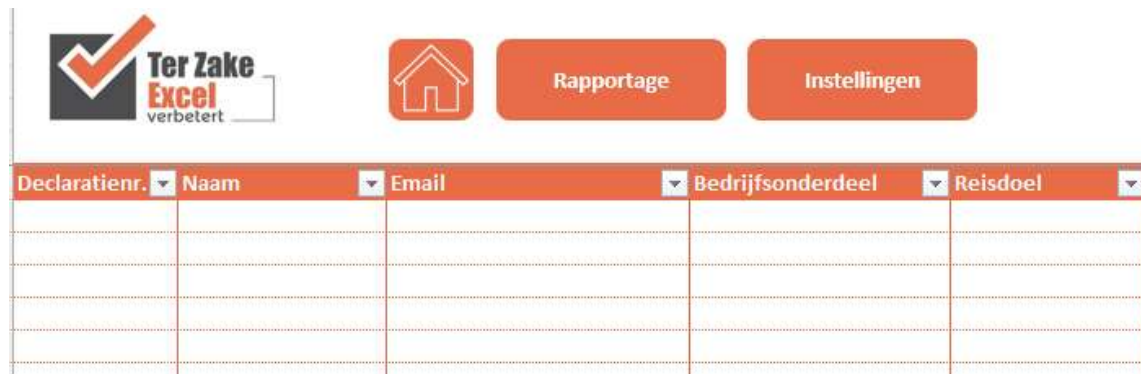 Ter Zake
Excel
verbetert
Rapportage
Instellingen
Declaratienr. Naam Email Bedrijfsonderdeel Reisdoel